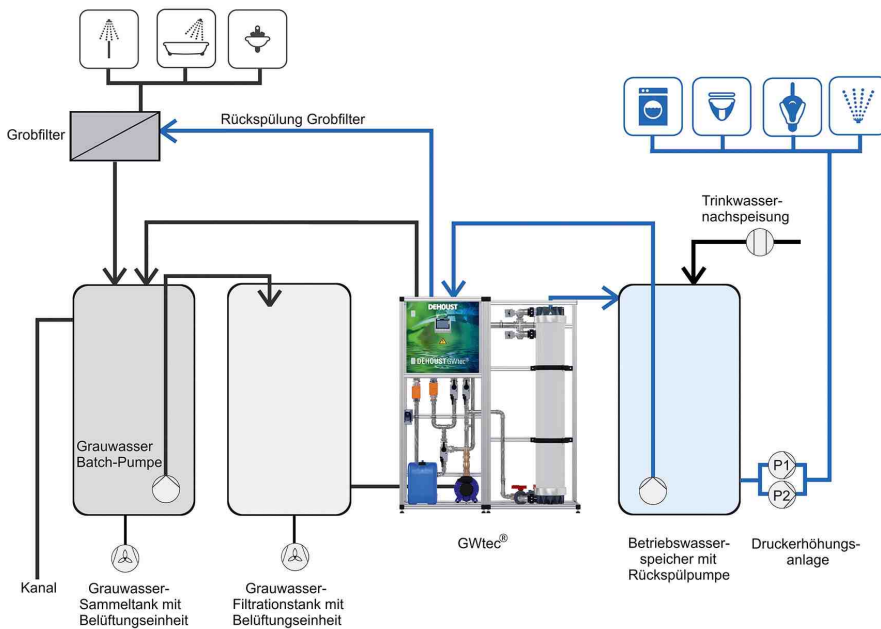 Rückspülung Grobfilter
Grobfilter
Trinkwasser-
nachspeisung
DEHOUST
DEHOUST GWtec®
Grauwasser
Batch-Pumpe
P1
P2
GWtec®
Betriebswasser-
speicher mit
Rückspülpumpe
Druckerhöhungs-
anlage
Kanal
Grauwasser-
Sammeltank mit
Belüftungseinheit
Grauwasser-
Filtrationstank mit
Belüftungseinheit